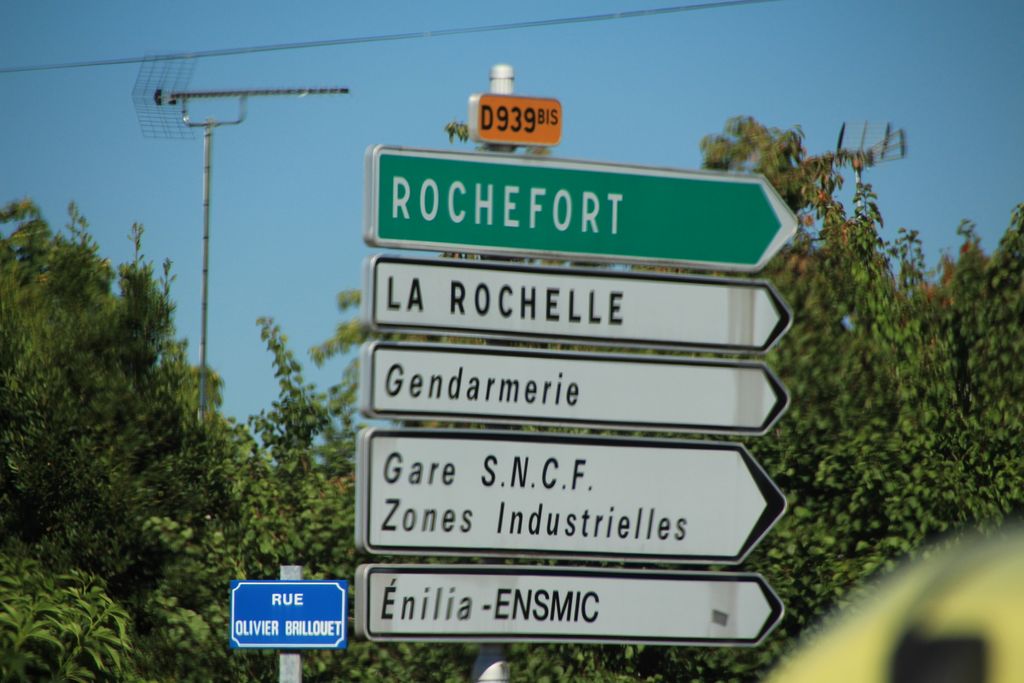 D939BIS
ROCHEFORT
LA ROCHELLE
Gendarmerie
Gare S.N.C.F.
Zones Industrielles
Énilia-ENSMIC
RUE
OLIVIER BRILLOUET